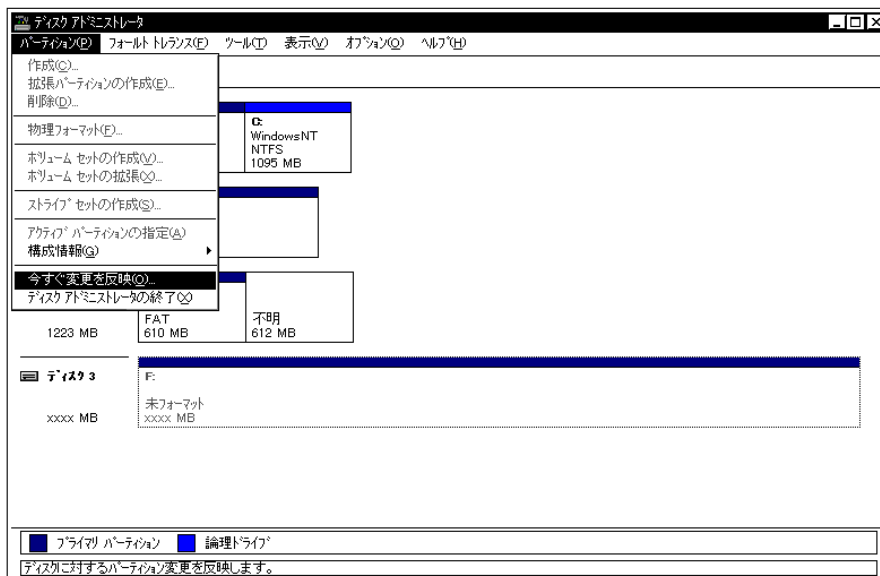 ディスク アドミニストレータ
パーティション(P) フォールト トレランス(F) ツール(T) 表示(V) オプション(O) ヘルプ(H)
作成(C)...
拡張パーティションの作成(E)...
削除(D)...
物理フォーマット(F)...
ボリューム セットの作成(V)...
ボリューム セットの拡張(X)...
ストライプ セットの作成(S)...
アクティブ パーティションの指定(A)
構成情報(G)
今すぐ変更を反映(O)...
ディスク アドミニストレータの終了(X)
C:
WindowsNT
NTFS
1095 MB
1223 MB
FAT
610 MB
不明
612 MB
ディスク 3
xxxx MB
F:
未フォーマット
xxxx MB
プライマリ パーティション 論理ドライブ
ディスクに対するパーティション変更を反映します。